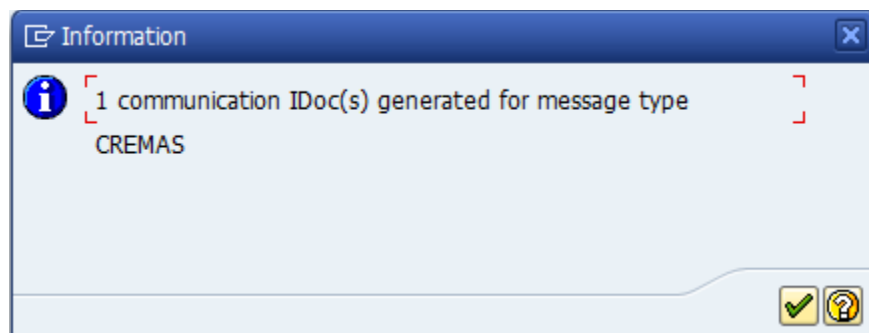 Information
1 communication IDoc(s) generated for message type
CREMAS